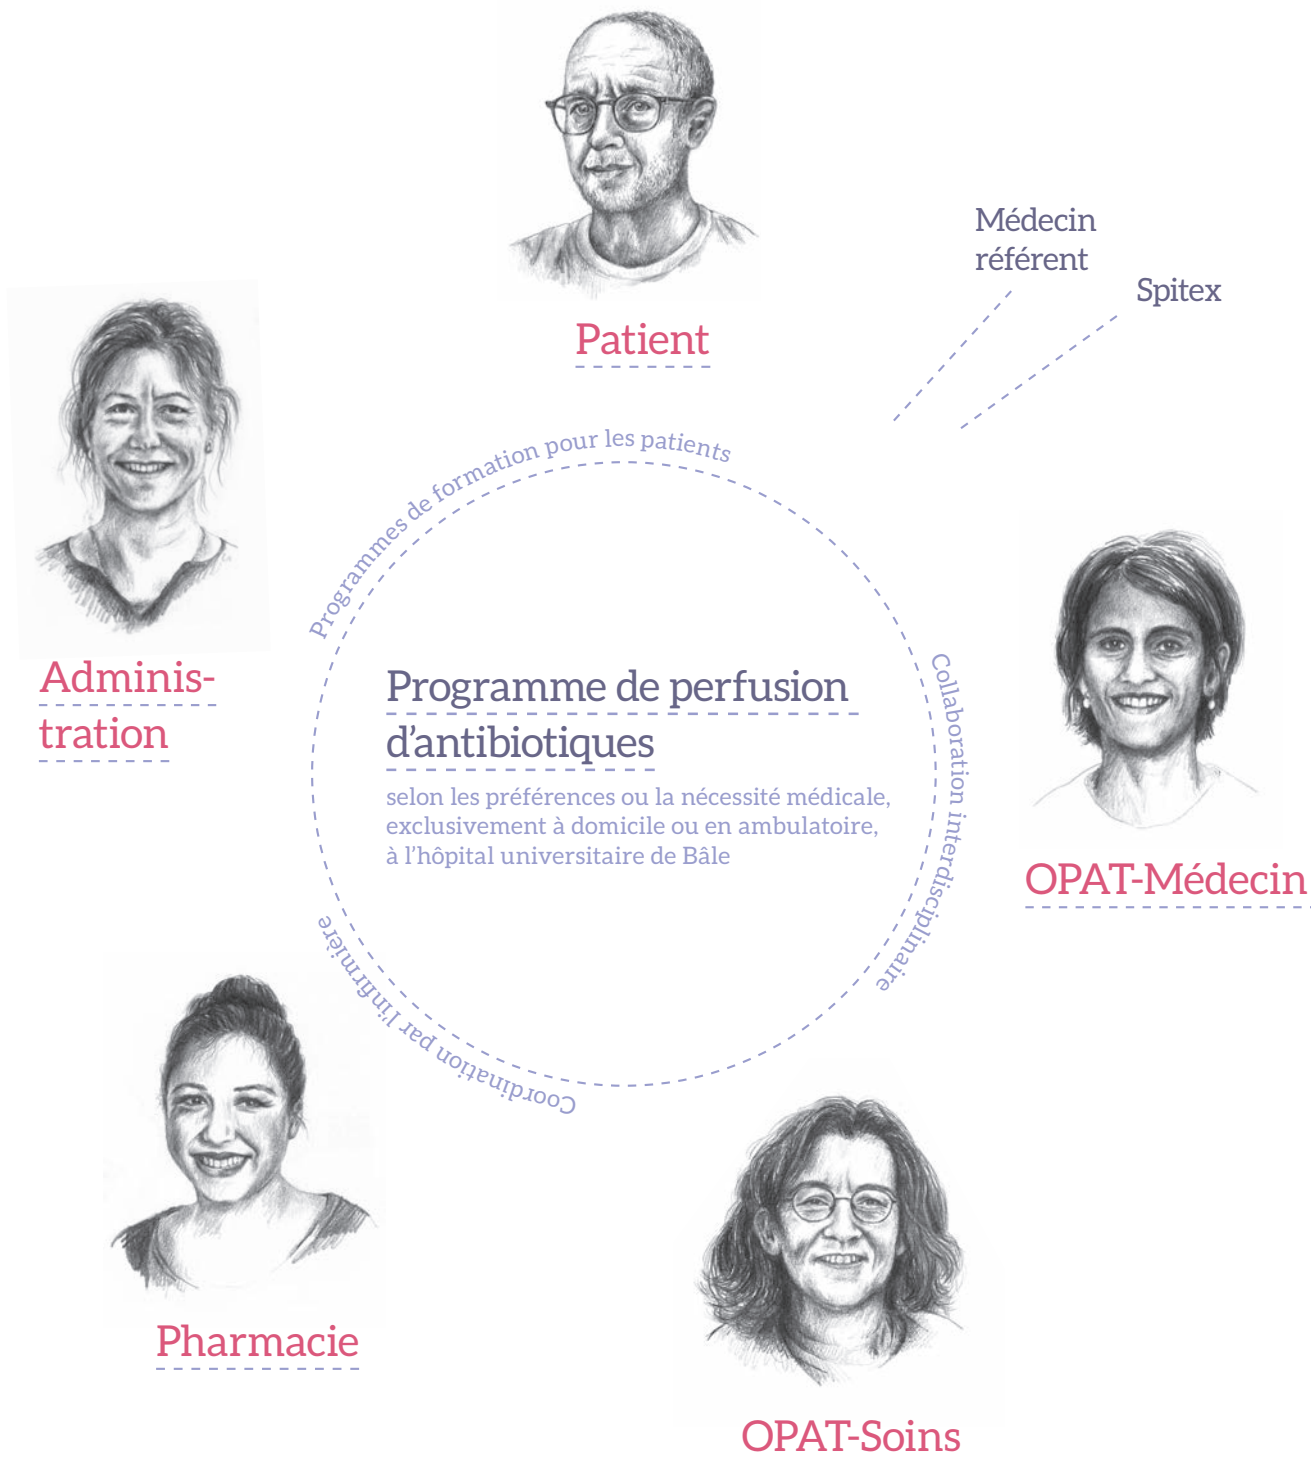 Médecin
référent
Spitex
Patient
Programmes de formation pour les patients
Adminis-
tration
Programme de perfusion
d’antibiotiques
selon les préférences ou la nécessité médicale,
exclusivement à domicile ou en ambulatoire,
à l’hôpital universitaire de Bâle
Collaboration interdisciplinaire
OPAT-Médecin
Coordination par l’infirmière
Pharmacie
OPAT-Soins